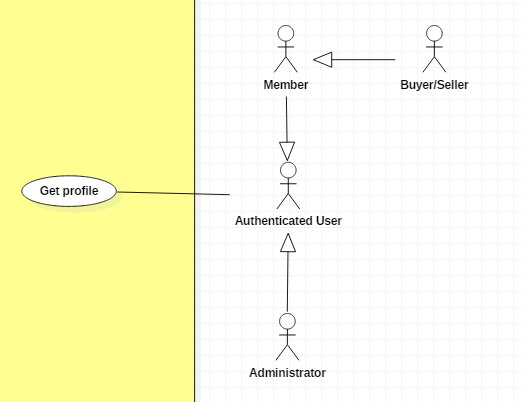 Member
Buyer/Seller
Get profile
Authenticated User
Administrator